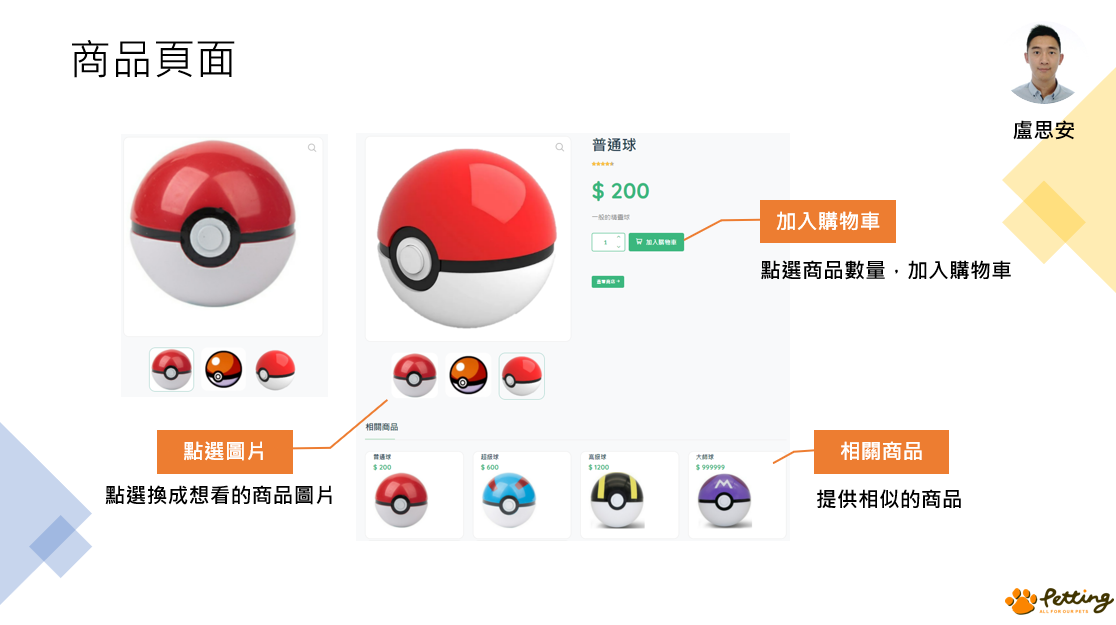 商品頁面
盧思安
普通球
$ 200
一般的精靈球
1
加入購物車
加入購物車
點選商品數量，加入購物車
相關商品
點選圖片
點選換成想看的商品圖片
普通球
$ 200
超級球
$ 600
高級球
$ 1200
大師球
$ 999999
相關商品
提供相似的商品
Petting
ALL FOR OUR PETS